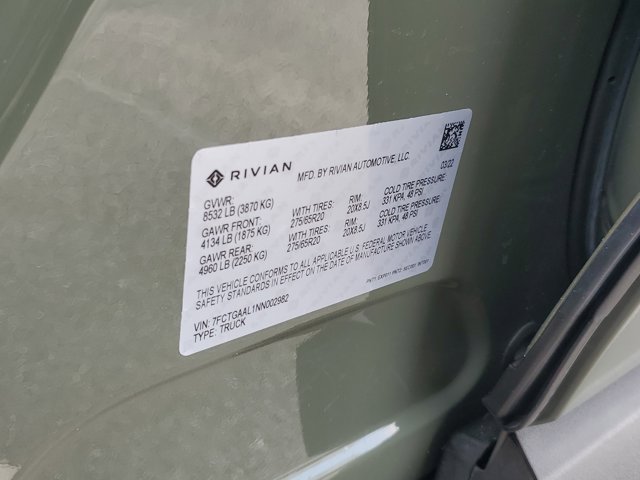 RIVIAN
MFD. BY RIVIAN AUTOMOTIVE, LLC.
03/22
GVWR:
8532 LB (3870 KG)
GAWR FRONT: WITH TIRES: RIM: COLD TIRE PRESSURE:
4134 LB (1875 KG) 275/65R20 20X8.5J 331 KPA, 48 PSI
GAWR REAR: WITH TIRES: RIM: COLD TIRE PRESSURE:
4960 LB (2250 KG) 275/65R20 20X8.5J 331 KPA, 48 PSI
THIS VEHICLE CONFORMS TO ALL APPLICABLE U.S. FEDERAL MOTOR VEHICLE
SAFETY STANDARDS IN EFFECT ON THE DATE OF MANUFACTURE SHOWN ABOVE.
VIN: 7FCTGAAL1NN002982
TYPE: TRUCK